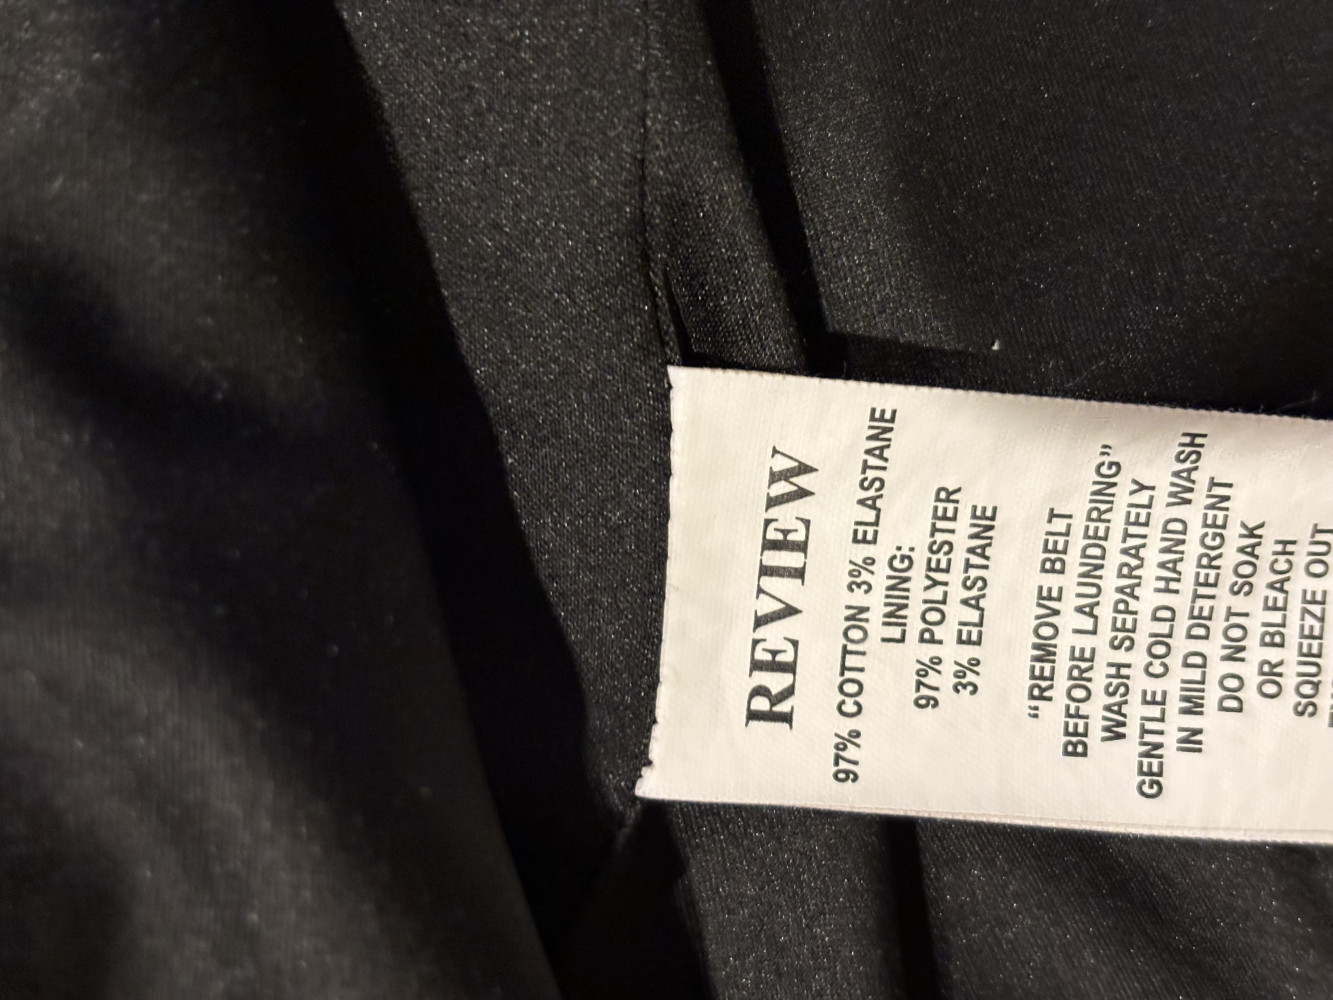 REVIEW
97% COTTON 3% ELASTANE
LINING:
97% POLYESTER
3% ELASTANE
“REMOVE BELT
BEFORE LAUNDERING”
WASH SEPARATELY
GENTLE COLD HAND WASH
IN MILD DETERGENT
DO NOT SOAK
OR BLEACH
SQUEEZE OUT